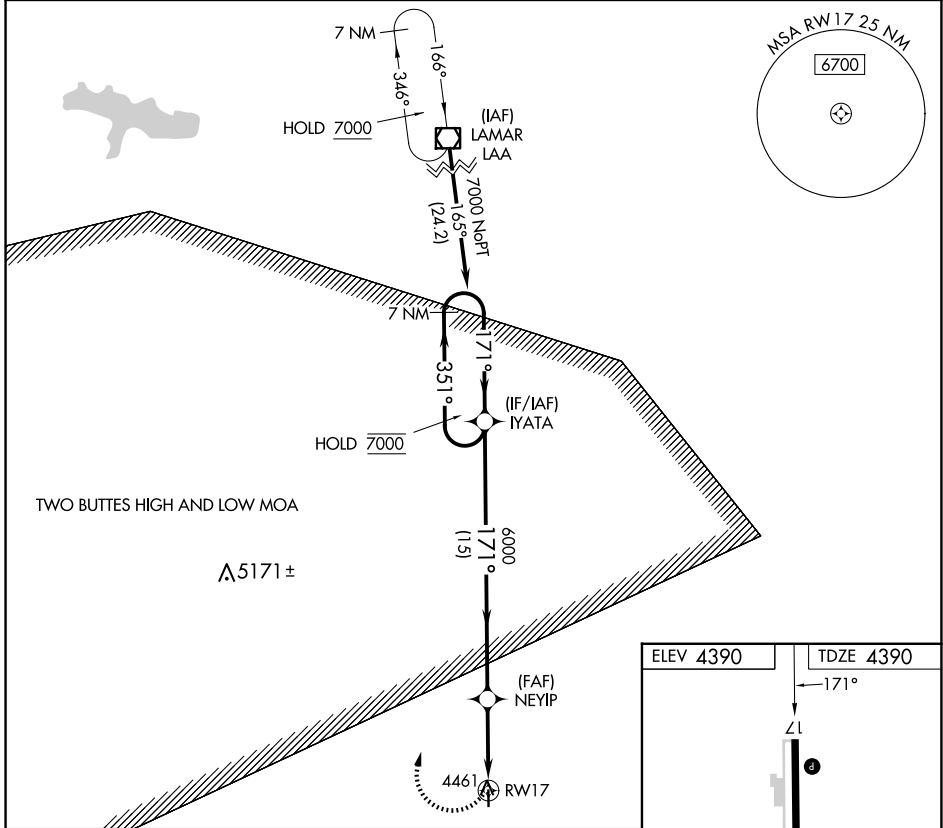 7 NM
166°
346°
HOLD 7000
(IAF)
LAMAR
LAA
7000 NoPT
165°
(24.2)
MSA RW17 25 NM
6700
7 NM
171°
351°
(IF/IAF)
IYATA
HOLD 7000
TWO BUTTES HIGH AND LOW MOA
5171±
6000
171°
(15)
(FAF)
NEYIP
4461
RW17
ELEV 4390
TDZE 4390
171°
17
P